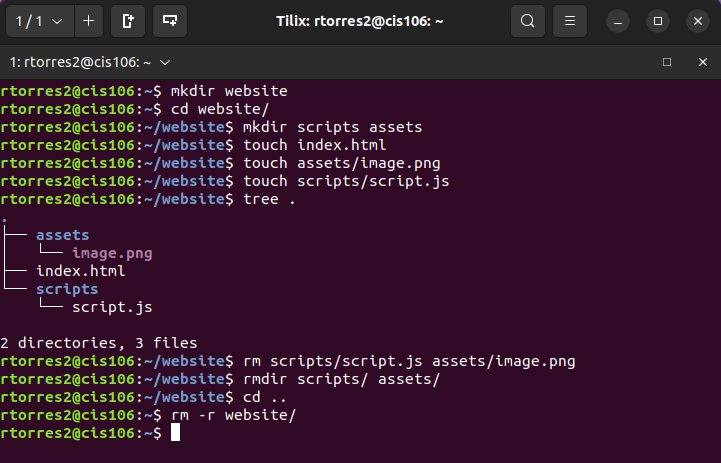 1 / 1
Tilix: rtorres2@cis106: ~
1: rtorres2@cis106: ~
rtorres2@cis106:~$ mkdir website
rtorres2@cis106:~$ cd website/
rtorres2@cis106:~/website$ mkdir scripts assets
rtorres2@cis106:~/website$ touch index.html
rtorres2@cis106:~/website$ touch assets/image.png
rtorres2@cis106:~/website$ touch scripts/script.js
rtorres2@cis106:~/website$ tree .
.
├── assets
│   └── image.png
├── index.html
└── scripts
    └── script.js
2 directories, 3 files
rtorres2@cis106:~/website$ rm scripts/script.js assets/image.png
rtorres2@cis106:~/website$ rmdir scripts/ assets/
rtorres2@cis106:~/website$ cd ..
rtorres2@cis106:~$ rm -r website/
rtorres2@cis106:~$